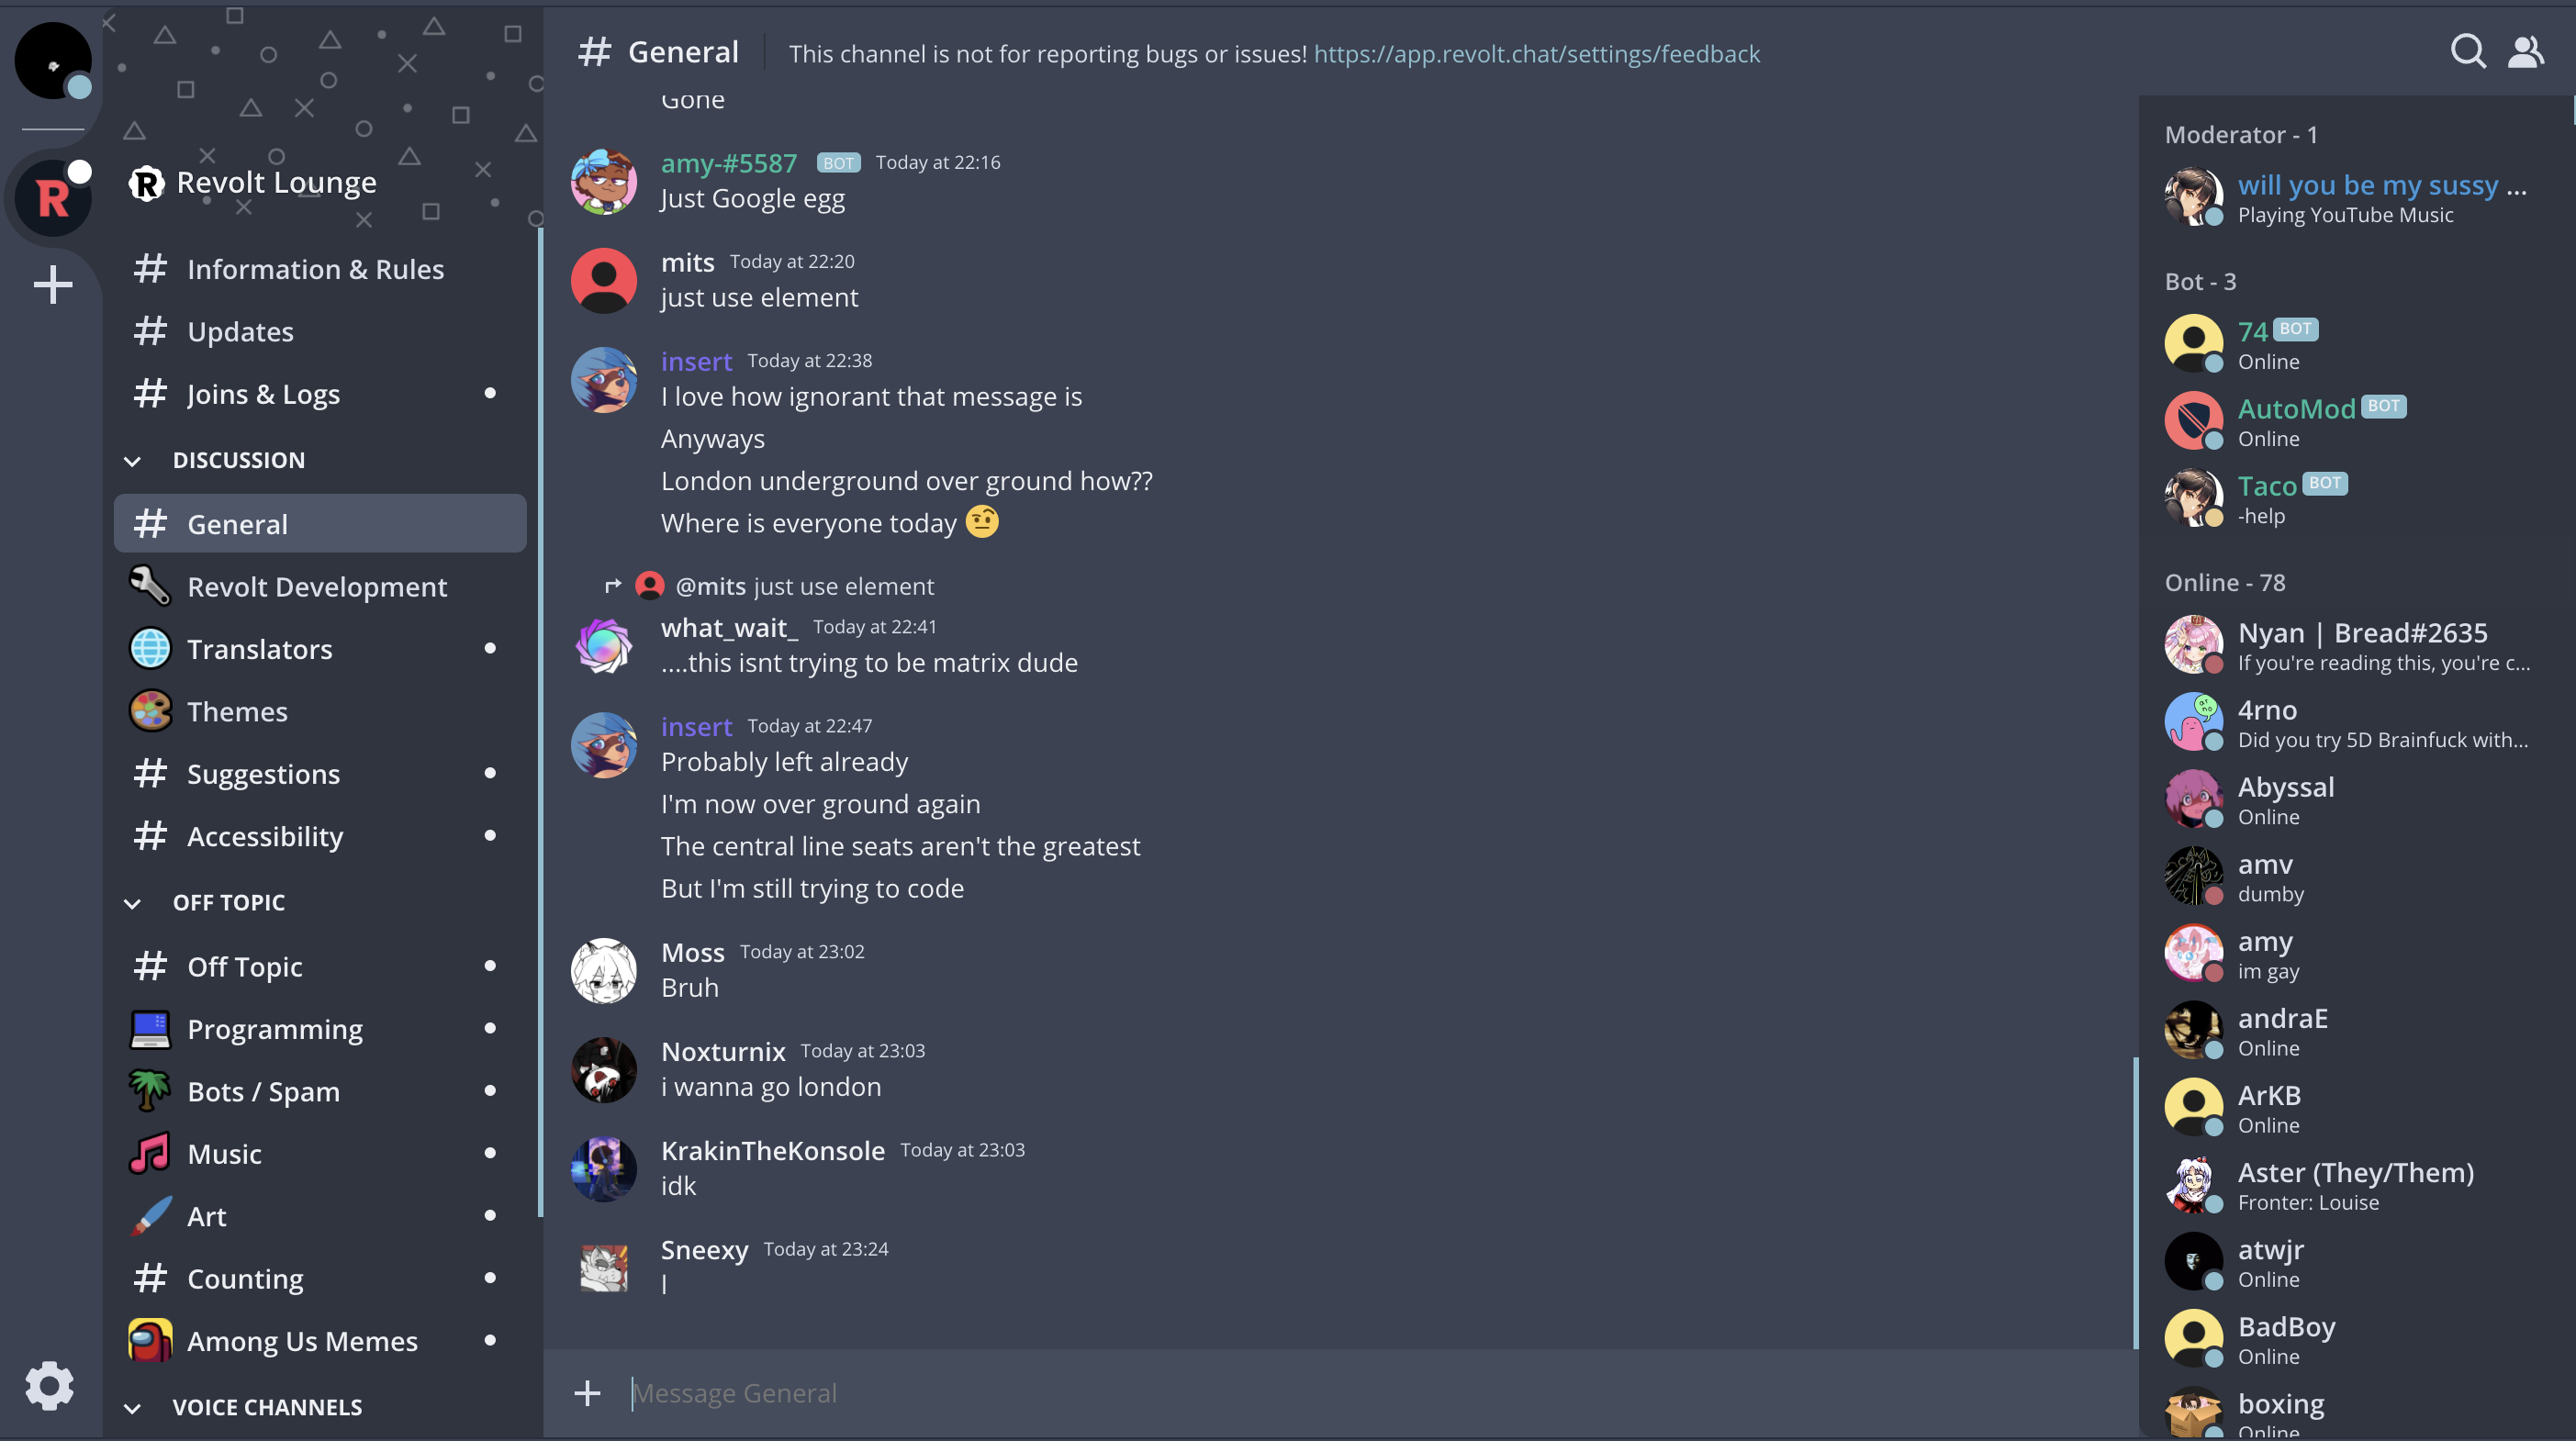 Revolt Lounge
Information & Rules
Updates
Joins & Logs
DISCUSSION
General
Revolt Development
Translators
Themes
Suggestions
Accessibility
OFF TOPIC
Off Topic
Programming
Bots / Spam
Music
Art
Counting
Among Us Memes
VOICE CHANNELS
# General
This channel is not for reporting bugs or issues! https://app.revolt.chat/settings/feedback
Gone
amy-#5587 BOT Today at 22:16
Just Google egg
mits Today at 22:20
just use element
insert Today at 22:38
I love how ignorant that message is
Anyways
London underground over ground how??
Where is everyone today 🤨
@mits just use element
what_wait_ Today at 22:41
....this isnt trying to be matrix dude
insert Today at 22:47
Probably left already
I'm now over ground again
The central line seats aren't the greatest
But I'm still trying to code
Moss Today at 23:02
Bruh
Noxturnix Today at 23:03
i wanna go london
KrakinTheKonsole Today at 23:03
idk
Sneexy Today at 23:24
l
Message General
Moderator - 1
will you be my sussy ...
Playing YouTube Music
Bot - 3
74 BOT
Online
AutoMod BOT
Online
Taco BOT
-help
Online - 78
Nyan | Bread#2635
If you're reading this, you're c...
4rno
Did you try 5D Brainfuck with...
Abyssal
Online
amv
dumby
amy
im gay
andraE
Online
ArKB
Online
Aster (They/Them)
Fronter: Louise
atwjr
Online
BadBoy
Online
boxing
Online